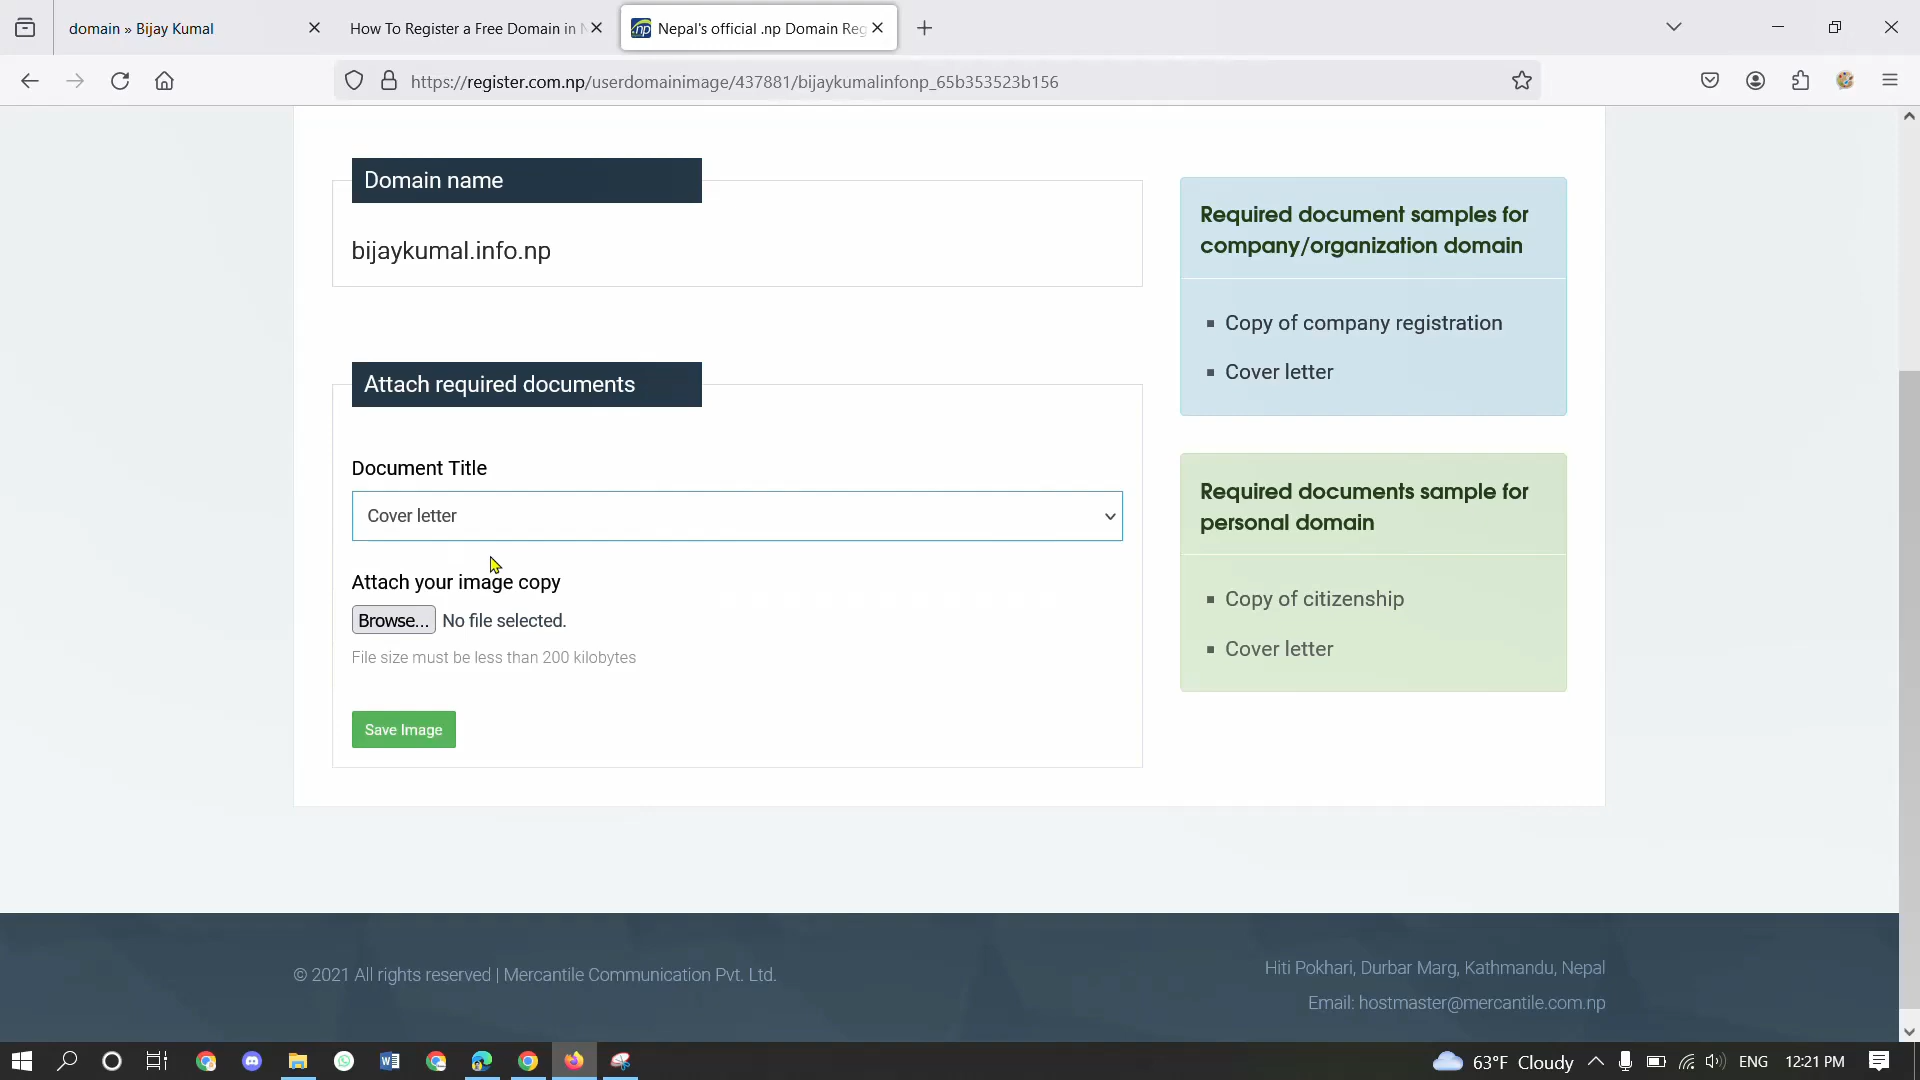 domain » Bijay Kumal
How To Register a Free Domain in N
.np
Nepal's official .np Domain Reg
https://register.com.np/userdomainimage/437881/bijaykumalinfonp_65b353523b156
Domain name
bijaykumal.info.np
Attach required documents
Document Title
Cover letter
Attach your image copy
Browse... No file selected.
File size must be less than 200 kilobytes
Save Image
Required document samples for
company/organization domain
Copy of company registration
Cover letter
Required documents sample for
personal domain
Copy of citizenship
Cover letter
© 2021 All rights reserved | Mercantile Communication Pvt. Ltd.
Hiti Pokhari, Durbar Marg, Kathmandu, Nepal
Email: hostmaster@mercantile.com.np
63°F Cloudy
ENG
12:21 PM